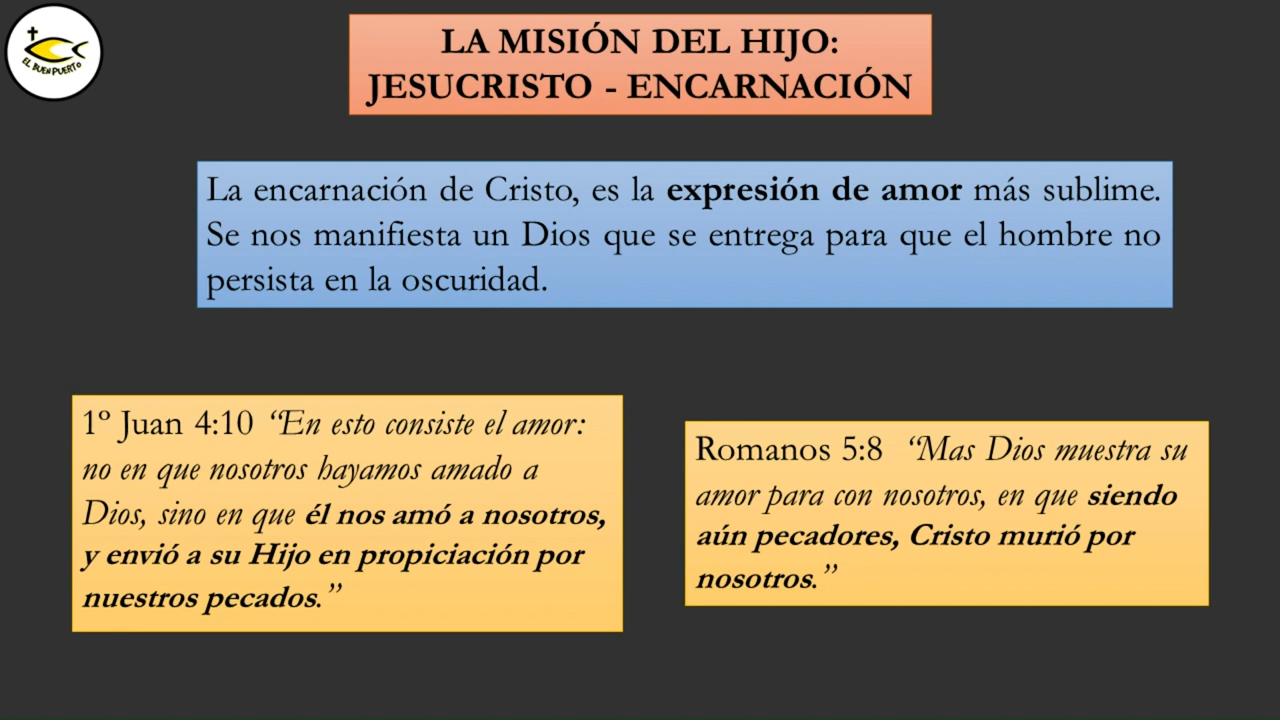 EL BUEN PUERTO
LA MISIÓN DEL HIJO:
JESUCRISTO - ENCARNACIÓN
La encarnación de Cristo, es la expresión de amor más sublime.
Se nos manifiesta un Dios que se entrega para que el hombre no
persista en la oscuridad.
1º Juan 4:10 “En esto consiste el amor:
no en que nosotros hayamos amado a
Dios, sino en que él nos amó a nosotros,
y envió a su Hijo en propiciación por
nuestros pecados.”
Romanos 5:8 “Mas Dios muestra su
amor para con nosotros, en que siendo
aún pecadores, Cristo murió por
nosotros.”